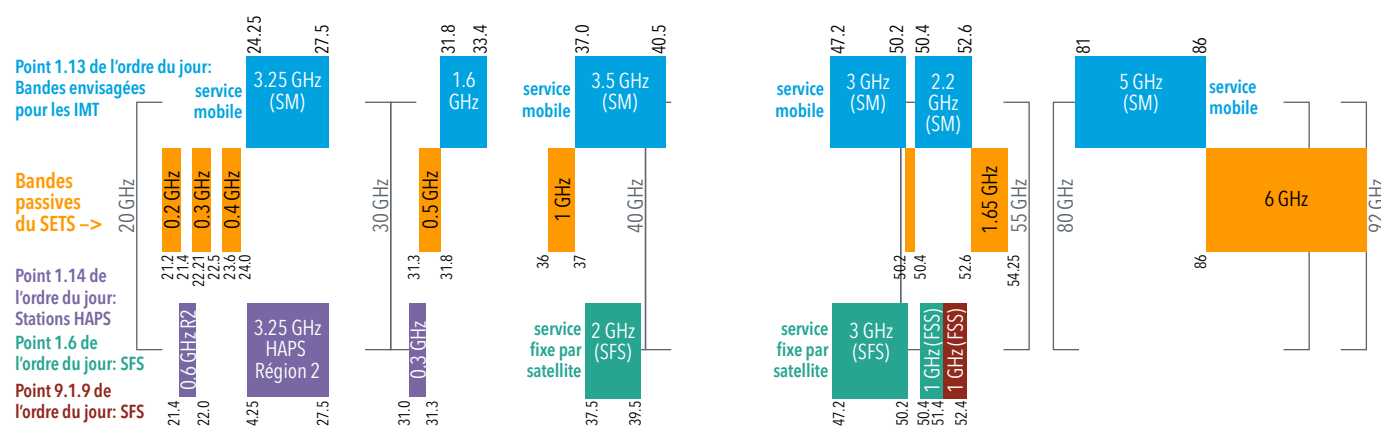 24.25
27.5
31.8
33.4
37.0
40.5
47.2
50.2
50.4
52.6
81
86
Point 1.13 de l'ordre du jour:
Bandes envisagées
pour les IMT
service
mobile
3.25 GHz
(SM)
1.6
GHz
service
mobile
3.5 GHz
(SM)
service
mobile
3 GHz
(SM)
2.2
GHz
(SM)
5 GHz
(SM)
service
mobile
Bandes
passives
du SETS –>
20 GHz
0.2 GHz
0.3 GHz
0.4 GHz
30 GHz
0.5 GHz
1 GHz
40 GHz
1.65 GHz
55 GHz
80 GHz
6 GHz
92 GHz
21.2
21.4
22.21
22.5
23.6
24.0
31.3
31.8
36
37
50.2
50.4
52.6
54.25
86
Point 1.14 de
l'ordre du jour:
Stations HAPS
Point 1.6 de
l'ordre du jour: SFS
Point 9.1.9 de
l'ordre du jour: SFS
0.6 GHz R2
3.25 GHz
HAPS
Région 2
0.3 GHz
service
fixe par
satellite
2 GHz
(SFS)
service
fixe par
satellite
3 GHz
(SFS)
1 GHz (FSS)
1 GHz (FSS)
21.4
22.0
4.25
27.5
31.0
31.3
37.5
39.5
47.2
50.2
50.4
51.4
52.4